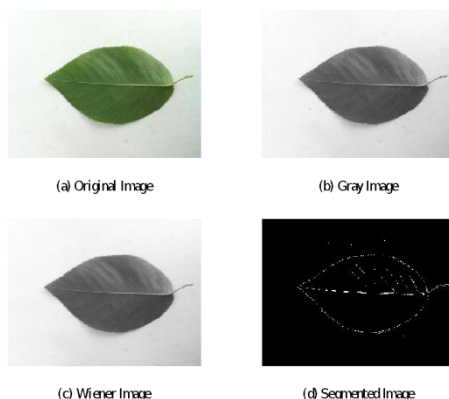 (a) Original Image
(b) Gray Image
(c) Wiener Image
(d) Segmented Image